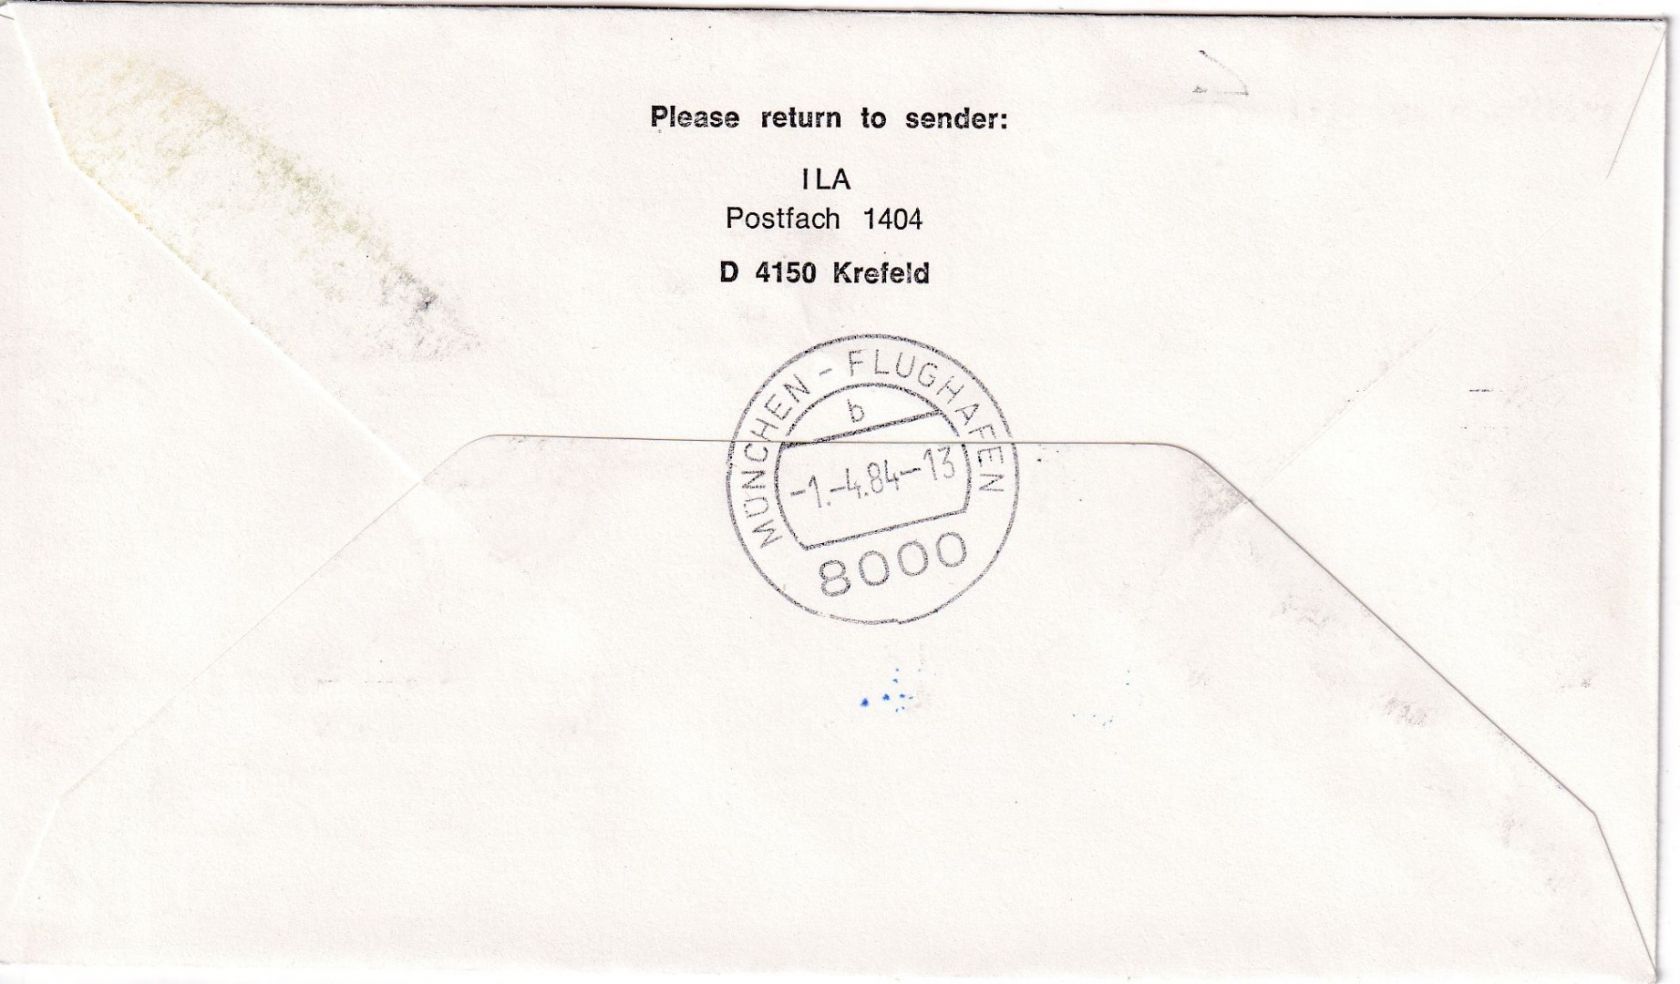 Please return to sender:
ILA
Postfach 1404
D 4150 Krefeld
MÜNCHEN - FLUGHAFEN
b
-1.-4.84-13
8000